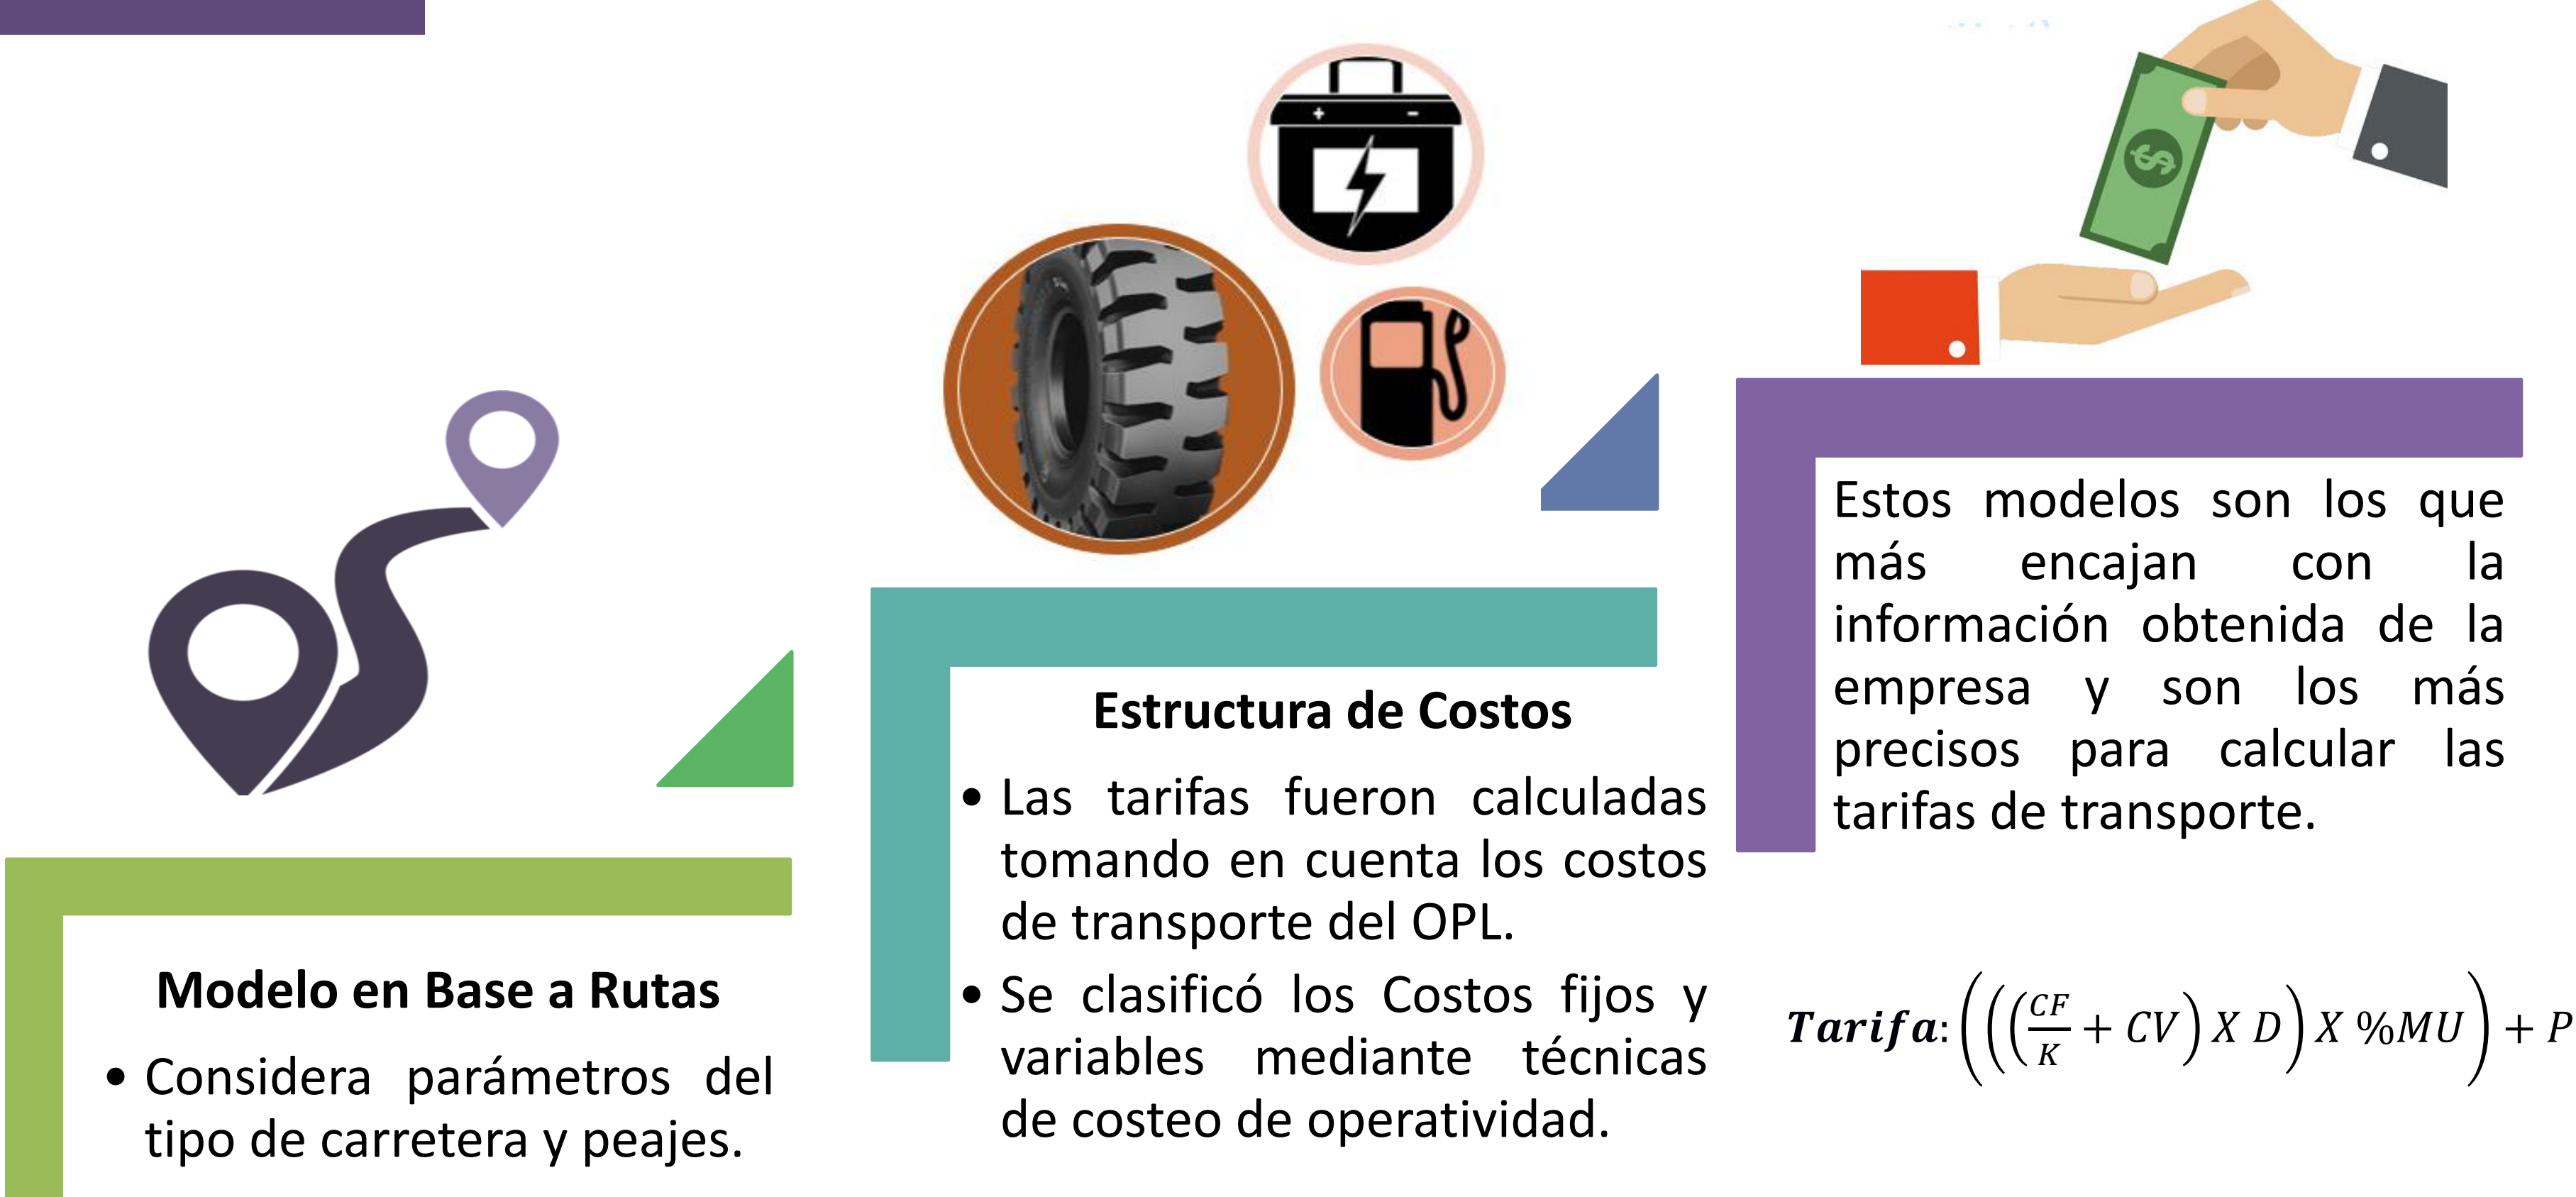 Modelo en Base a Rutas
• Considera parámetros del
tipo de carretera y peajes.
Estructura de Costos
• Las tarifas fueron calculadas
tomando en cuenta los costos
de transporte del OPL.
• Se clasificó los Costos fijos y
variables mediante técnicas
de costeo de operatividad.
Estos modelos son los que
más encajan con la
información obtenida de la
empresa y son los más
precisos para calcular las
tarifas de transporte.
Tarifa: (((CF/K + CV) X D) X %MU) + P